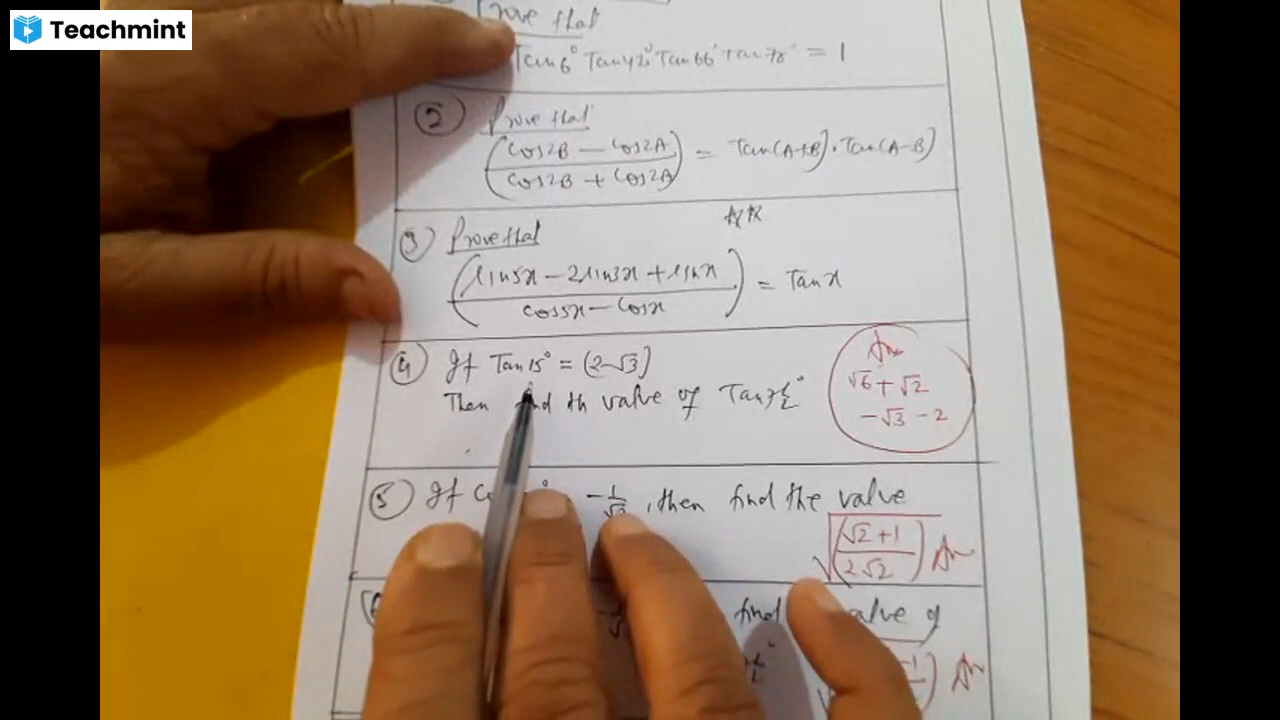 Teachmint
Prove that
Tan6° Tan42° Tan66° Tan78° = 1
② Prove that
(cos2B - cos2A / cos2B + cos2A) = Tan(A+B).Tan(A-B)
③ Prove that
(sin5x - 2sin3x + sinx / cos5x - cosx) = Tanx
④ If Tan15° = (2-√3)
Then find th value of Tan7½°
Ans
√6+√2
-√3-2
⑤ If - 1/√2, then find the value
√(√2+1 / 2√2) Ans
find value of
Ans